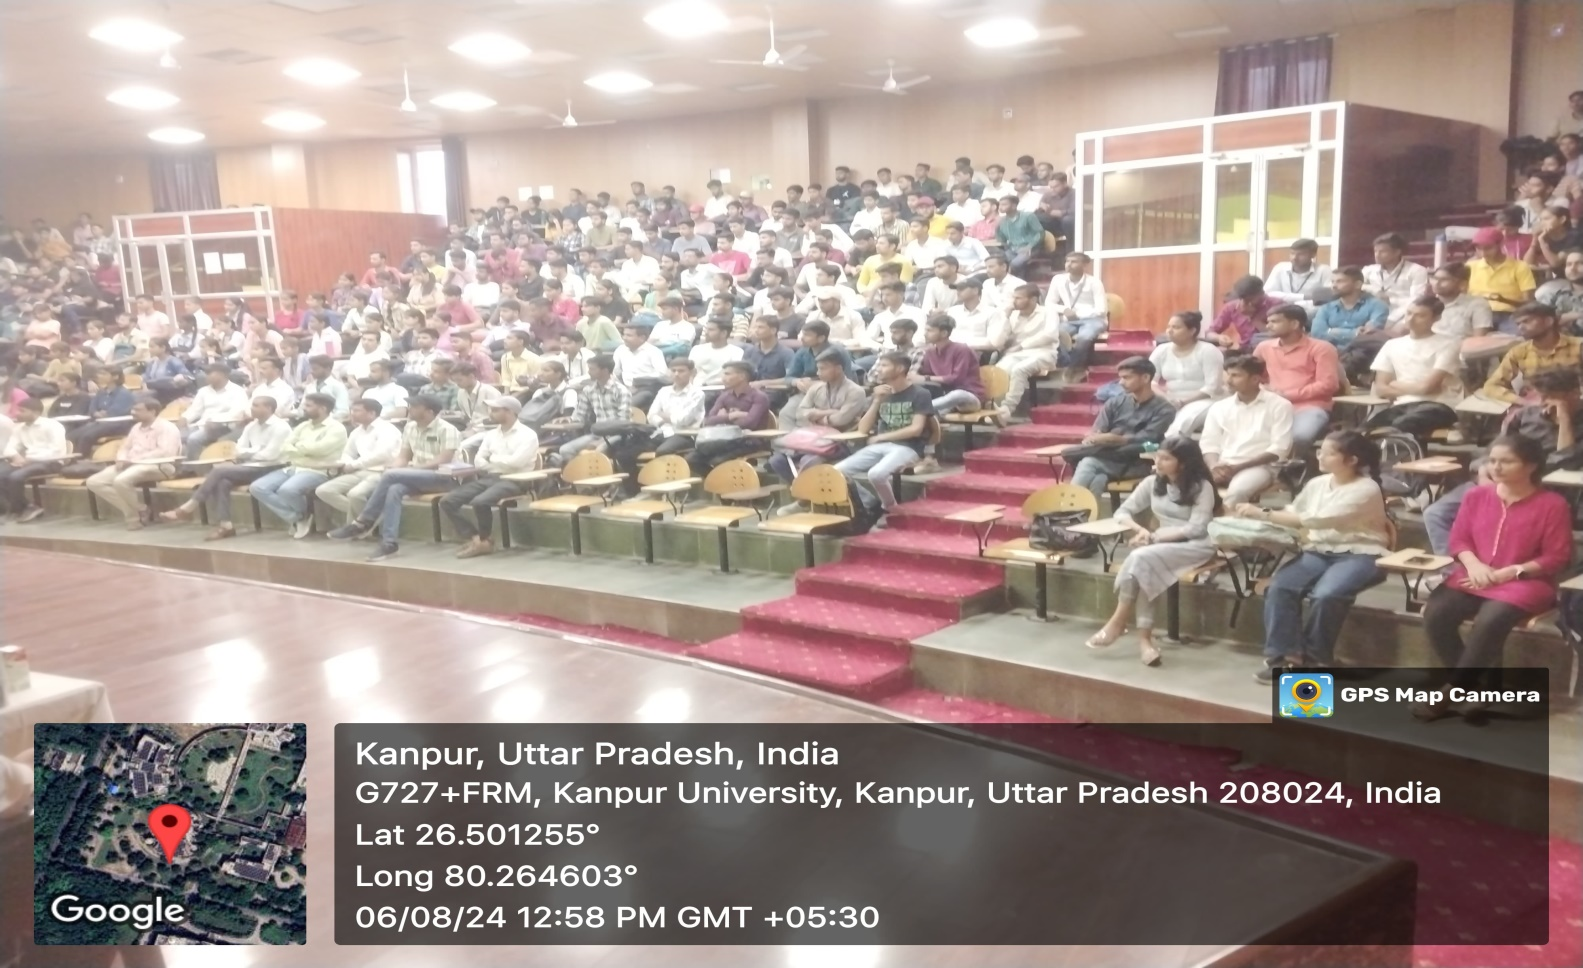 GPS Map Camera
Kanpur, Uttar Pradesh, India
G727+FRM, Kanpur University, Kanpur, Uttar Pradesh 208024, India
Lat 26.501255°
Long 80.264603°
06/08/24 12:58 PM GMT +05:30
Google